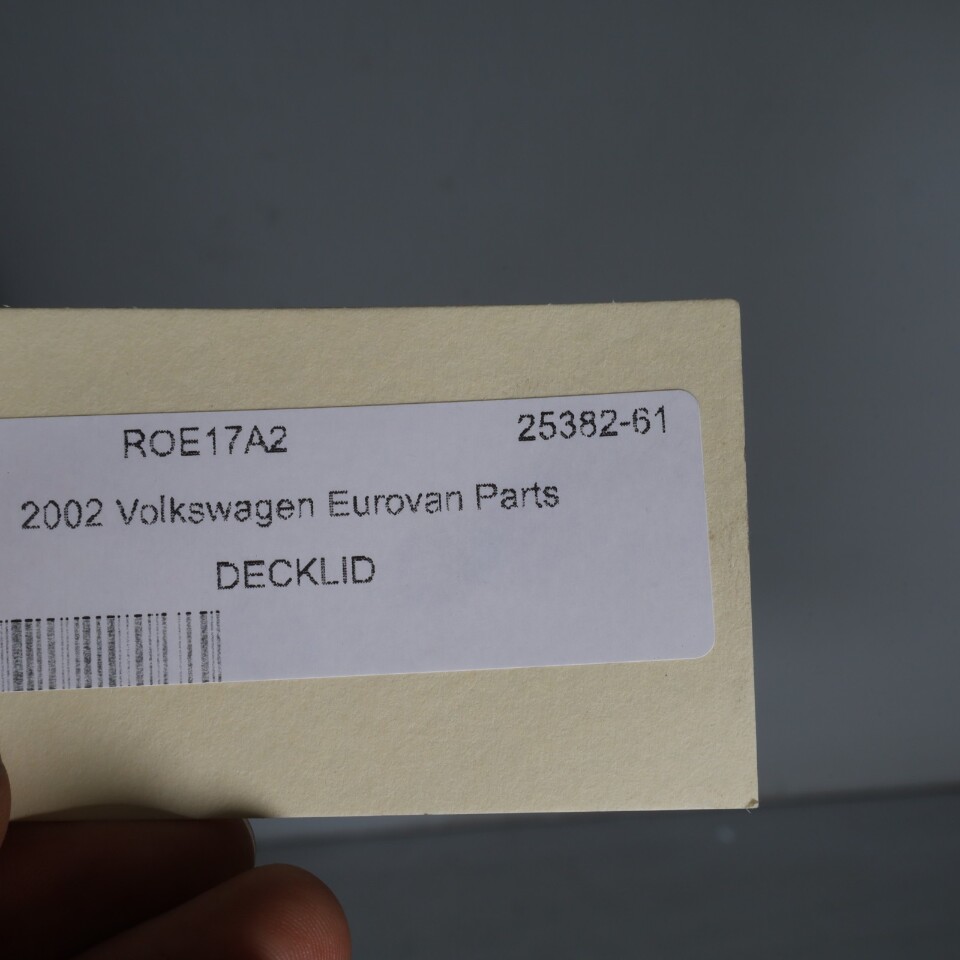 ROE17A2 25382-61
2002 Volkswagen Eurovan Parts
DECKLID